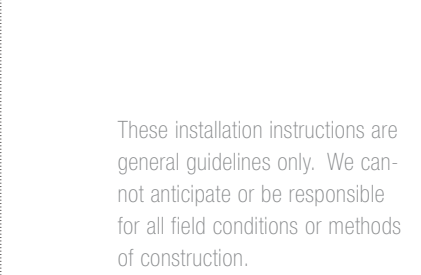 These installation instructions are
general guidelines only.  We can-
not anticipate or be responsible
for all field conditions or methods
of construction.